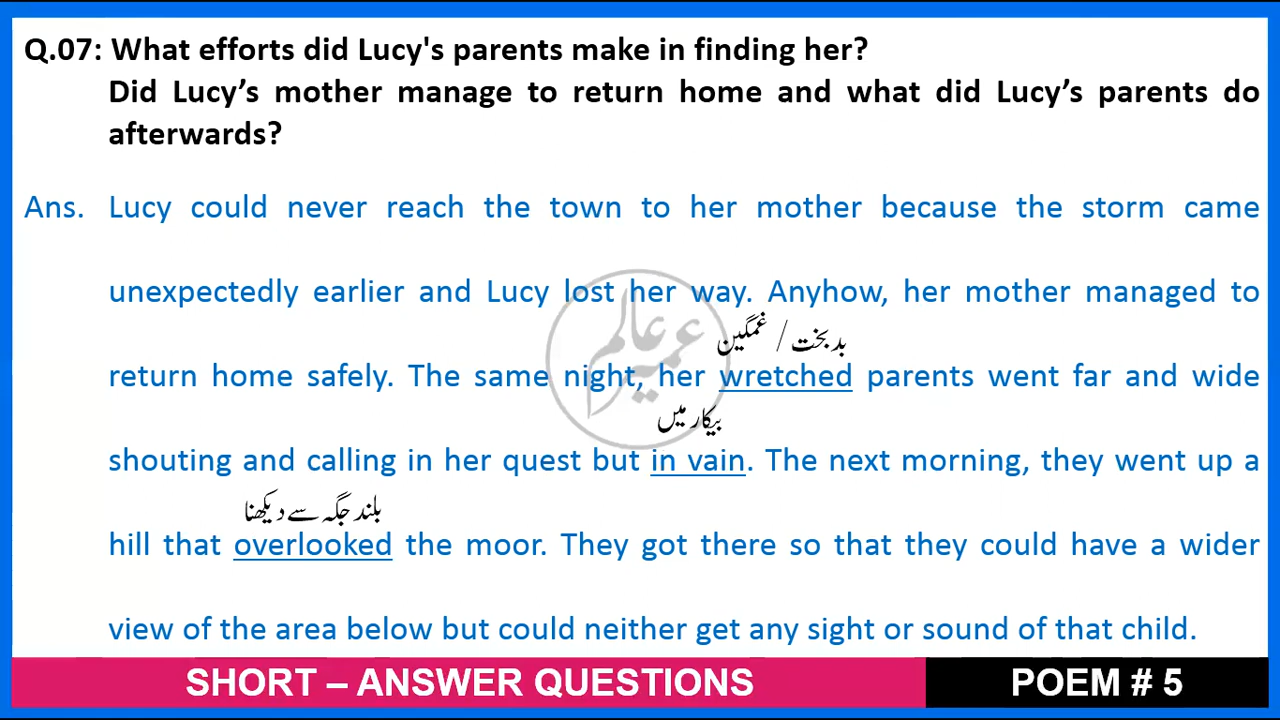 Q.07: What efforts did Lucy's parents make in finding her?
Did Lucy’s mother manage to return home and what did Lucy’s parents do
afterwards?
Ans. Lucy could never reach the town to her mother because the storm came
unexpectedly earlier and Lucy lost her way. Anyhow, her mother managed to
بدبخت / غمگین
return home safely. The same night, her wretched parents went far and wide
بیکار میں
shouting and calling in her quest but in vain. The next morning, they went up a
بلند جگہ سے دیکھنا
hill that overlooked the moor. They got there so that they could have a wider
view of the area below but could neither get any sight or sound of that child.
عمیر عالم
SHORT – ANSWER QUESTIONS
POEM # 5